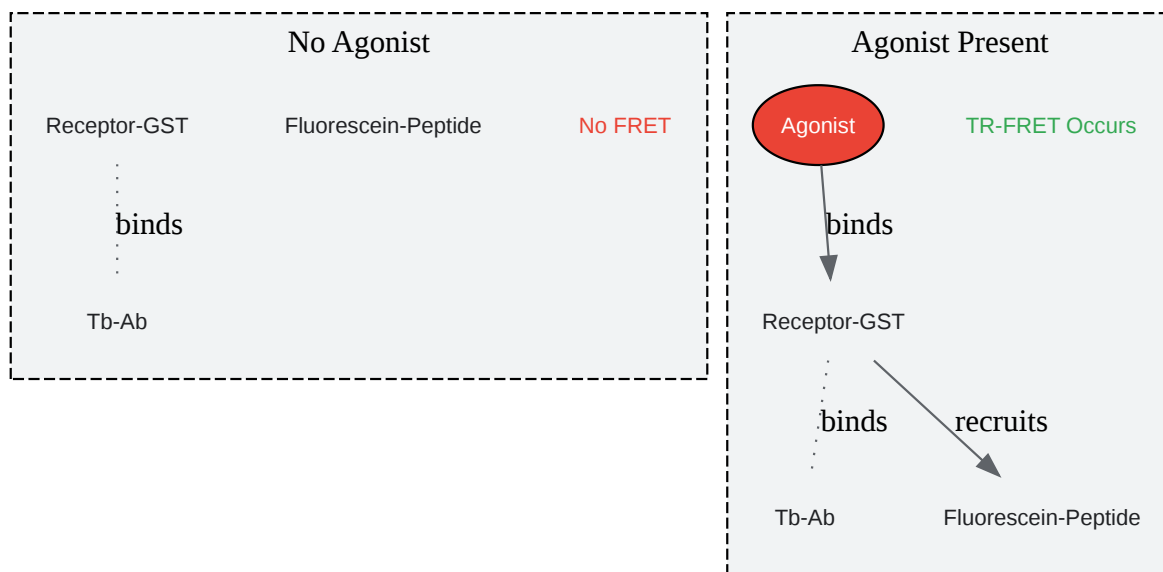 No Agonist
Receptor-GST
Fluorescein-Peptide
No FRET
binds
Tb-Ab
Agonist Present
Agonist
TR-FRET Occurs
binds
Receptor-GST
binds
recruits
Tb-Ab
Fluorescein-Peptide